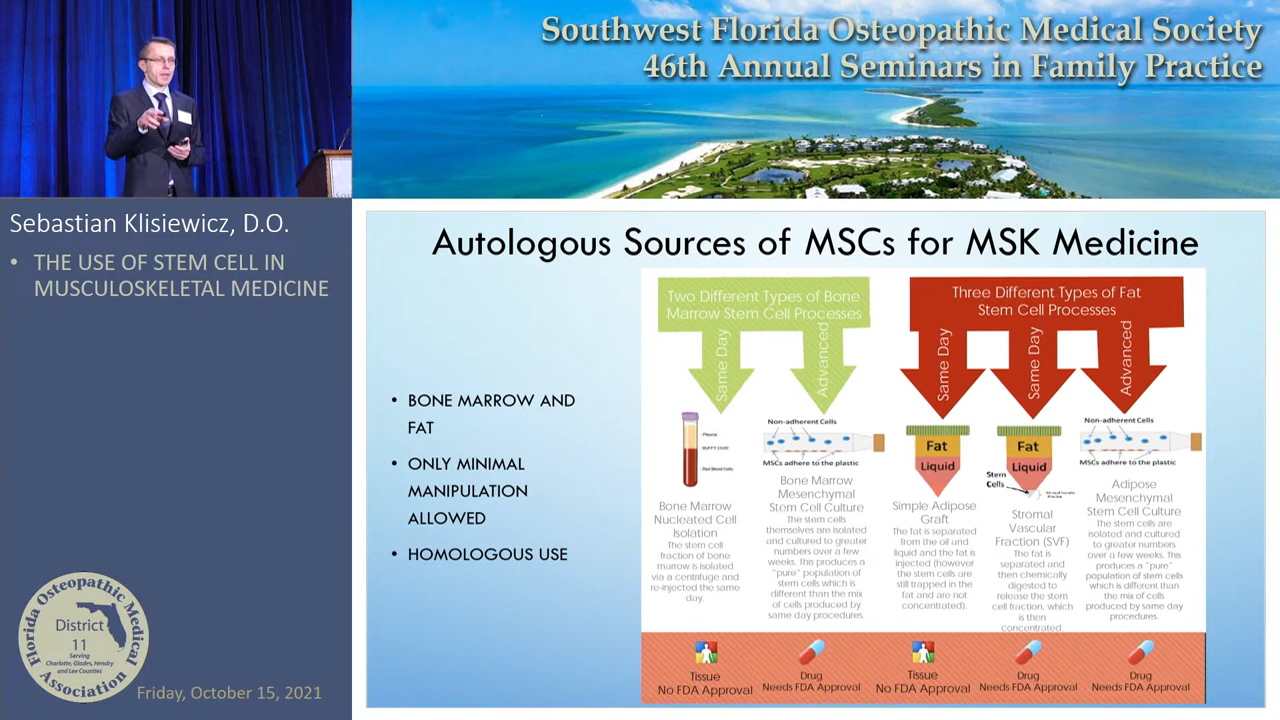 Southwest Florida Osteopathic Medical Society
46th Annual Seminars in Family Practice
Sebastian Klisiewicz, D.O.
• THE USE OF STEM CELL IN
MUSCULOSKELETAL MEDICINE
Florida Osteopathic Medical
Association
District
11
Serving
Charlotte, Glades, Hendry
and Lee Counties
Friday, October 15, 2021
Autologous Sources of MSCs for MSK Medicine
• BONE MARROW AND
FAT
• ONLY MINIMAL
MANIPULATION
ALLOWED
• HOMOLOGOUS USE
Two Different Types of Bone
Marrow Stem Cell Processes
Same Day
Advanced
Three Different Types of Fat
Stem Cell Processes
Same Day
Same Day
Advanced
Plasma
BUFFY COAT
Red Blood Cells
Bone Marrow
Nucleated Cell
Isolation
The stem cell
fraction of bone
marrow is isolated
via a centrifuge and
re-injected the same
day.
Non-adherent Cells
MSCs adhere to the plastic
Bone Marrow
Mesenchymal
Stem Cell Culture
The stem cells
themselves are isolated
and cultured to greater
numbers over a few
weeks. This produces a
"pure" population of
stem cells which is
different than the mix
of cells produced by
same day procedures.
Fat
Liquid
Simple Adipose
Graft
The fat is separated
from the oil and
liquid and the fat is
injected (however
the stem cells are
still trapped in the
fat and are not
concentrated).
Fat
Liquid
Stem
Cells
Stromal
Vascular
Fraction (SVF)
The fat is
separated and
then chemically
digested to
release the stem
cell fraction, which
is then
concentrated.
Non-adherent Cells
MSCs adhere to the plastic
Adipose
Mesenchymal
Stem Cell Culture
The stem cells are
isolated and cultured
to greater numbers
over a few weeks. This
produces a "pure"
population of stem cells
which is different than
the mix of cells
produced by same day
procedures.
Tissue
No FDA Approval
Drug
Needs FDA Approval
Tissue
No FDA Approval
Drug
Needs FDA Approval
Drug
Needs FDA Approval